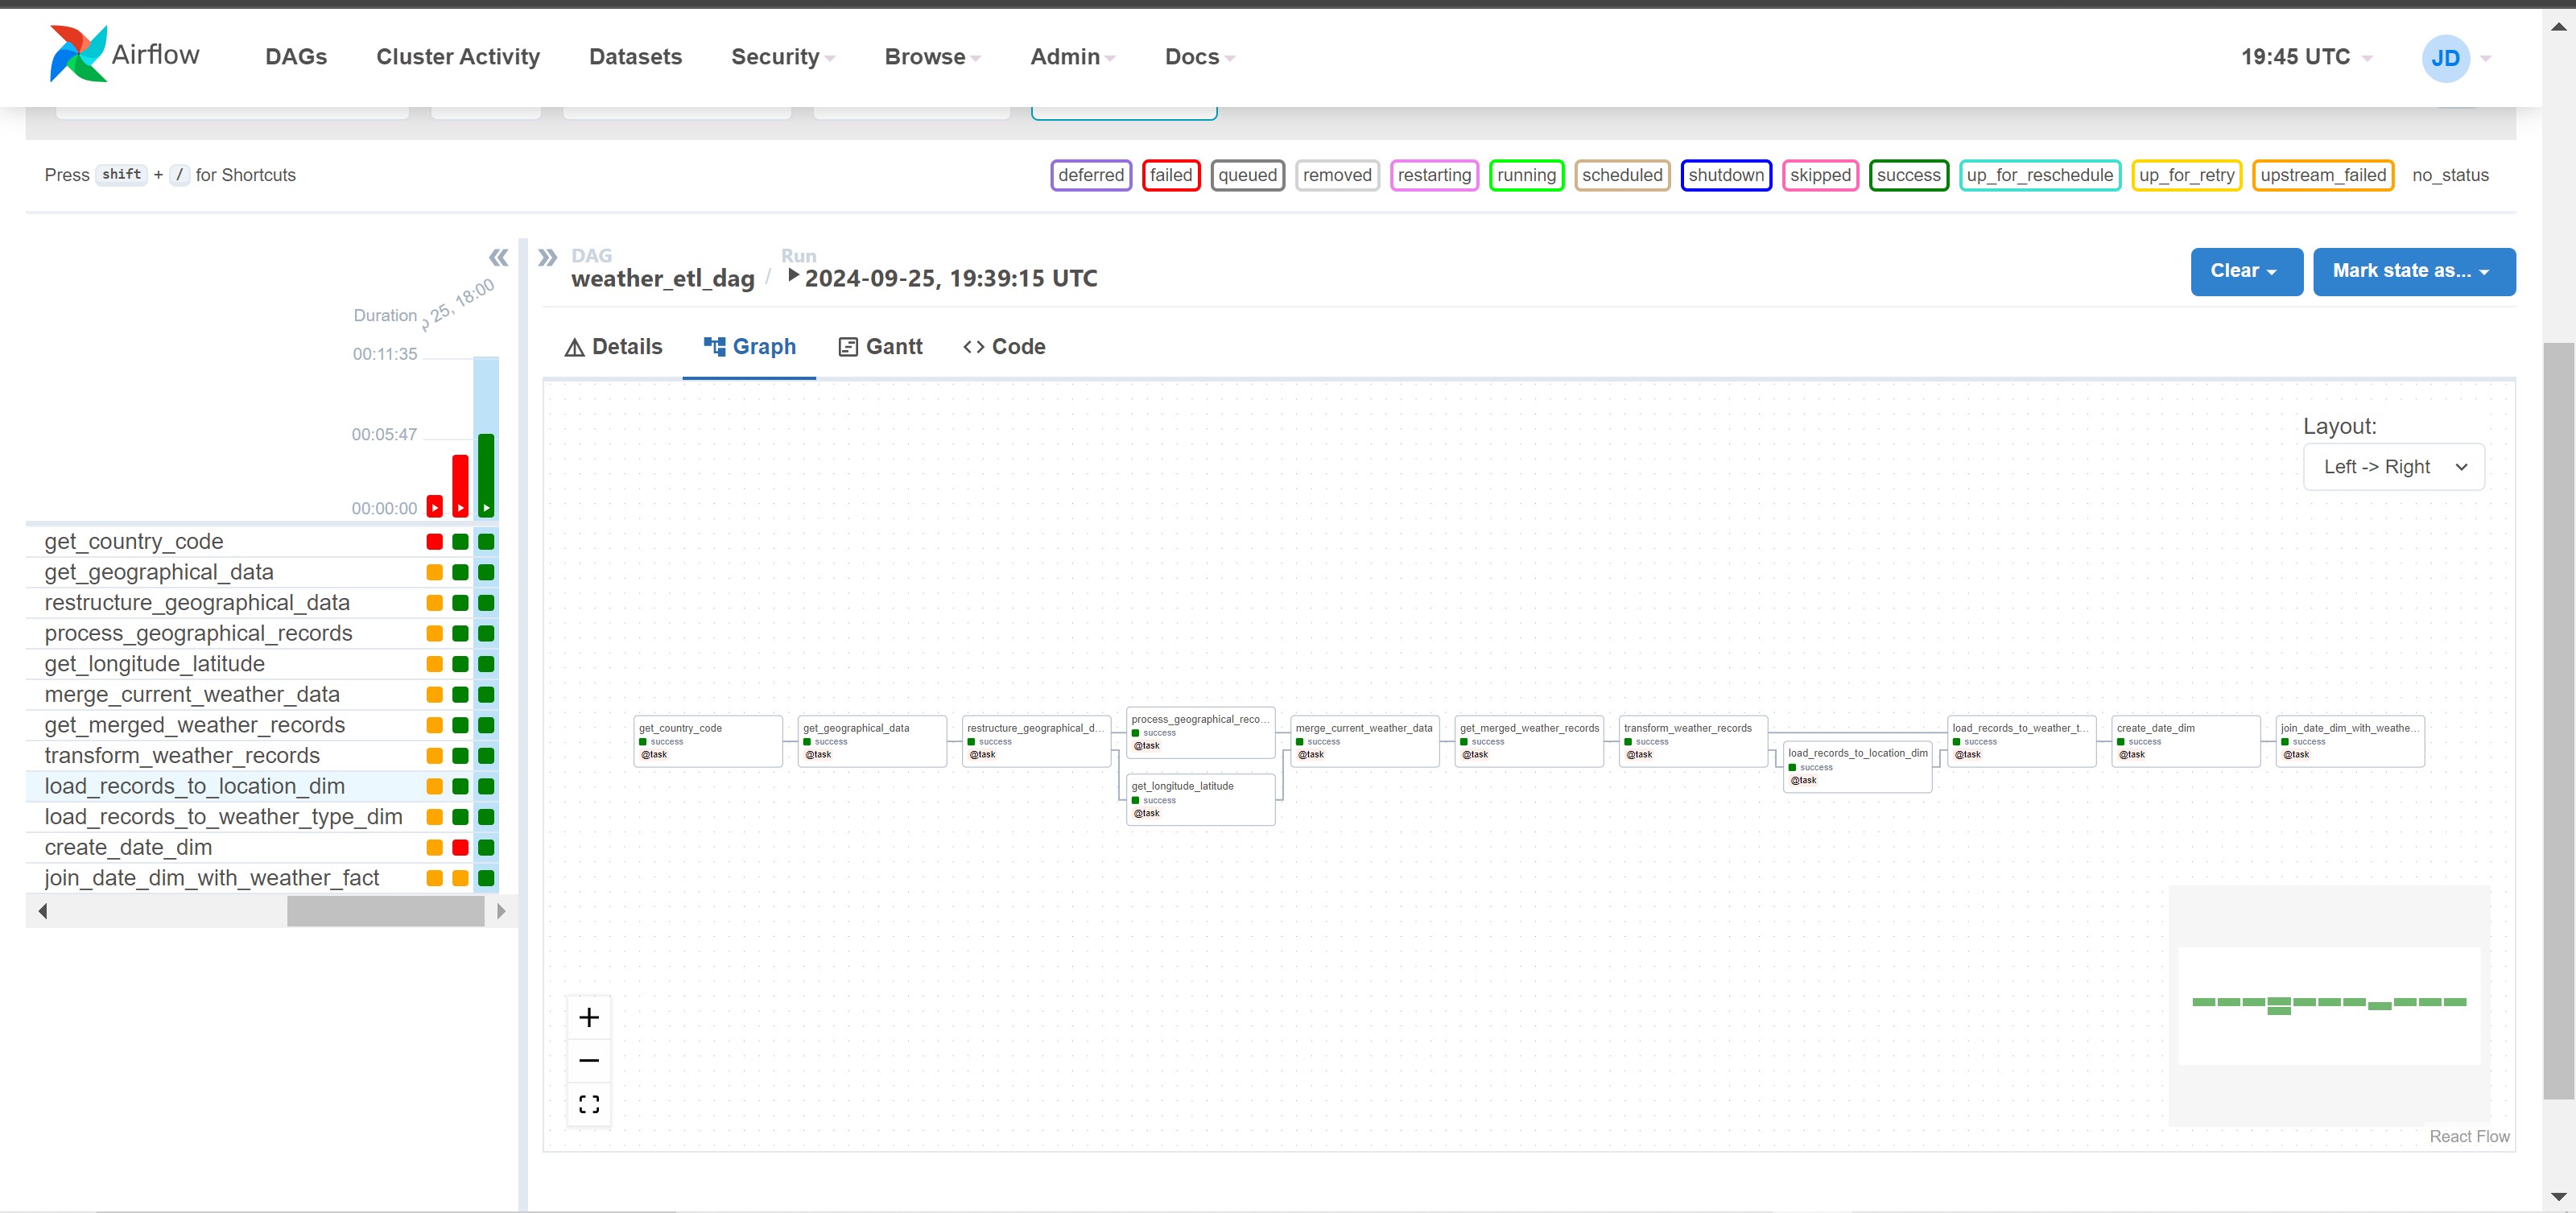 Airflow
DAGs
Cluster Activity
Datasets
Security
Browse
Admin
Docs
19:45 UTC
JD
Press shift + / for Shortcuts
deferred
failed
queued
removed
restarting
running
scheduled
shutdown
skipped
success
up_for_reschedule
up_for_retry
upstream_failed
no_status
25, 18:00
Duration
00:11:35
00:05:47
00:00:00
get_country_code
get_geographical_data
restructure_geographical_data
process_geographical_records
get_longitude_latitude
merge_current_weather_data
get_merged_weather_records
transform_weather_records
load_records_to_location_dim
load_records_to_weather_type_dim
create_date_dim
join_date_dim_with_weather_fact
DAG
weather_etl_dag
/
Run
2024-09-25, 19:39:15 UTC
Clear
Mark state as...
Details
Graph
Gantt
Code
Layout:
Left -> Right
get_country_code
success
@task
get_geographical_data
success
@task
restructure_geographical_d...
success
@task
process_geographical_reco...
success
@task
get_longitude_latitude
success
@task
merge_current_weather_data
success
@task
get_merged_weather_records
success
@task
transform_weather_records
success
@task
load_records_to_location_dim
success
@task
load_records_to_weather_t...
success
@task
create_date_dim
success
@task
join_date_dim_with_weathe...
success
@task
React Flow